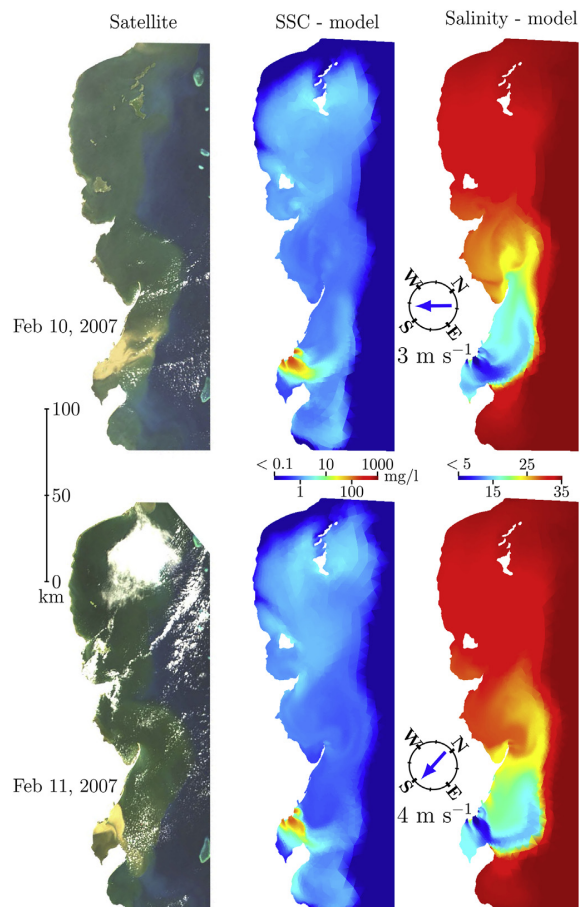 Satellite
SSC - model
Salinity - model
W
N
S
E
Feb 10, 2007
3 m s⁻¹
100
50
0
km
< 0.1
10
1000
mg/l
1
100
< 5
25
15
35
W
N
S
E
Feb 11, 2007
4 m s⁻¹